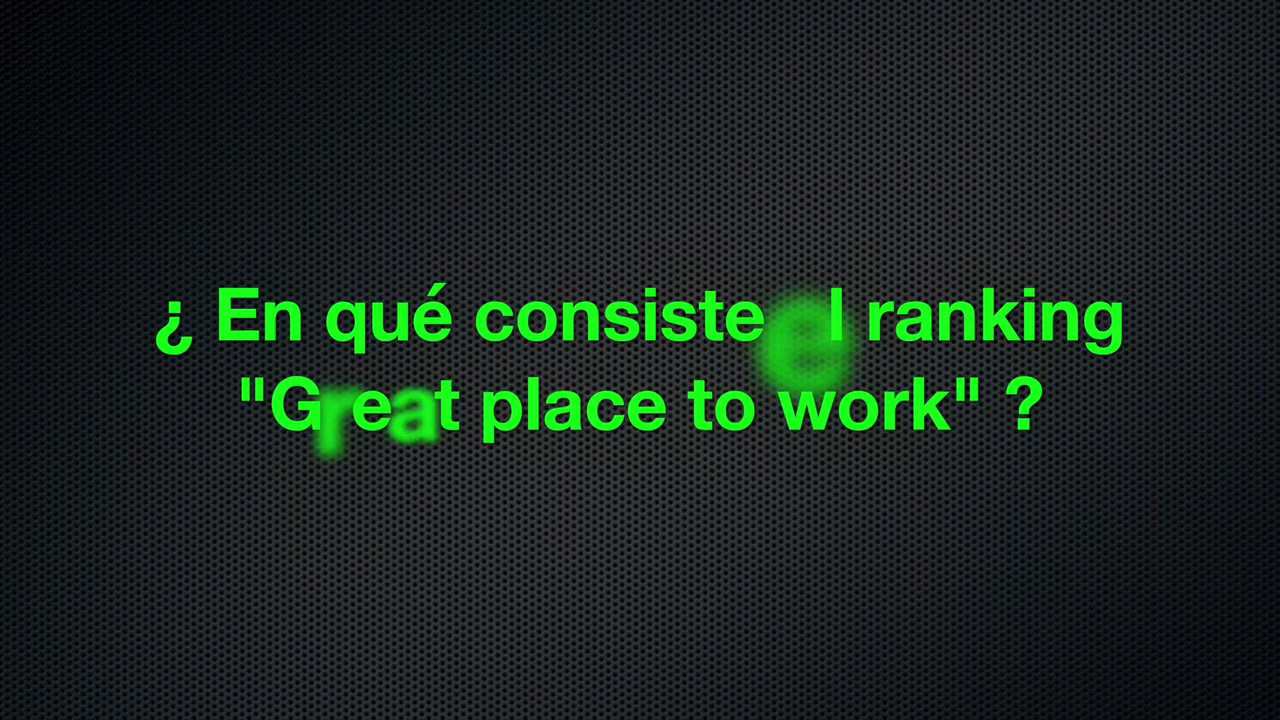 ¿ En qué consiste el ranking
"Great place to work" ?